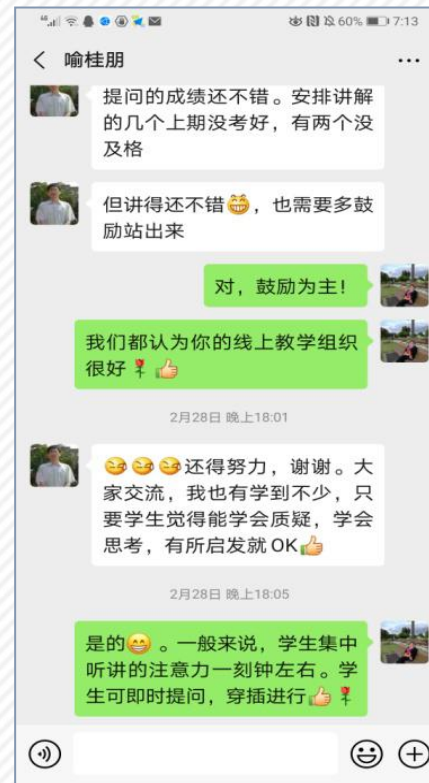 60% 7:13
喻桂朋
提问的成绩还不错。安排讲解
的几个上期没考好，有两个没
及格
但讲得还不错😁，也需要多鼓
励站出来
对，鼓励为主！
我们都认为你的线上教学组织
很好🌹👍
2月28日 晚上18:01
😋😋😋还得努力，谢谢。大
家交流，我也有学到不少，只
要学生觉得能学会质疑，学会
思考，有所启发就OK👍
2月28日 晚上18:05
是的😁。一般来说，学生集中
听讲的注意力一刻钟左右。学
生可即时提问，穿插进行👍🌹